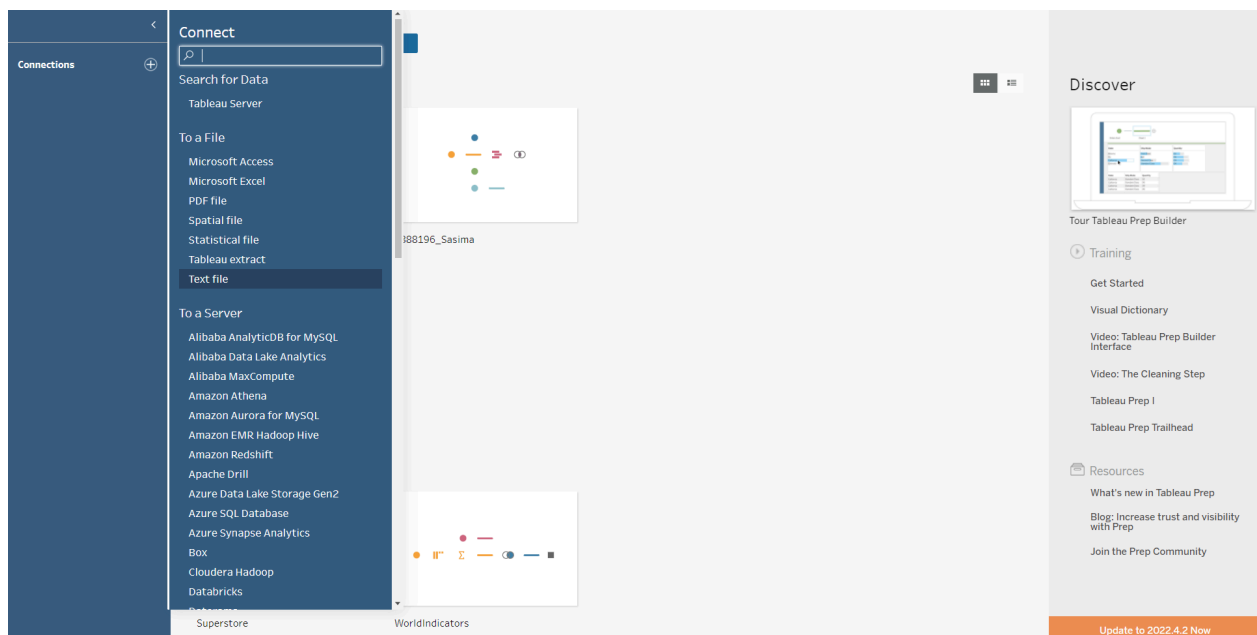 Connections
Connect
Search for Data
Tableau Server
To a File
Microsoft Access
Microsoft Excel
PDF file
Spatial file
Statistical file
Tableau extract
Text file
To a Server
Alibaba AnalyticDB for MySQL
Alibaba Data Lake Analytics
Alibaba MaxCompute
Amazon Athena
Amazon Aurora for MySQL
Amazon EMR Hadoop Hive
Amazon Redshift
Apache Drill
Azure Data Lake Storage Gen2
Azure SQL Database
Azure Synapse Analytics
Box
Cloudera Hadoop
Databricks
388196_Sasima
Superstore
WorldIndicators
Discover
Tour Tableau Prep Builder
Training
Get Started
Visual Dictionary
Video: Tableau Prep Builder
Interface
Video: The Cleaning Step
Tableau Prep I
Tableau Prep Trailhead
Resources
What's new in Tableau Prep
Blog: Increase trust and visibility
with Prep
Join the Prep Community
Update to 2022.4.2 Now